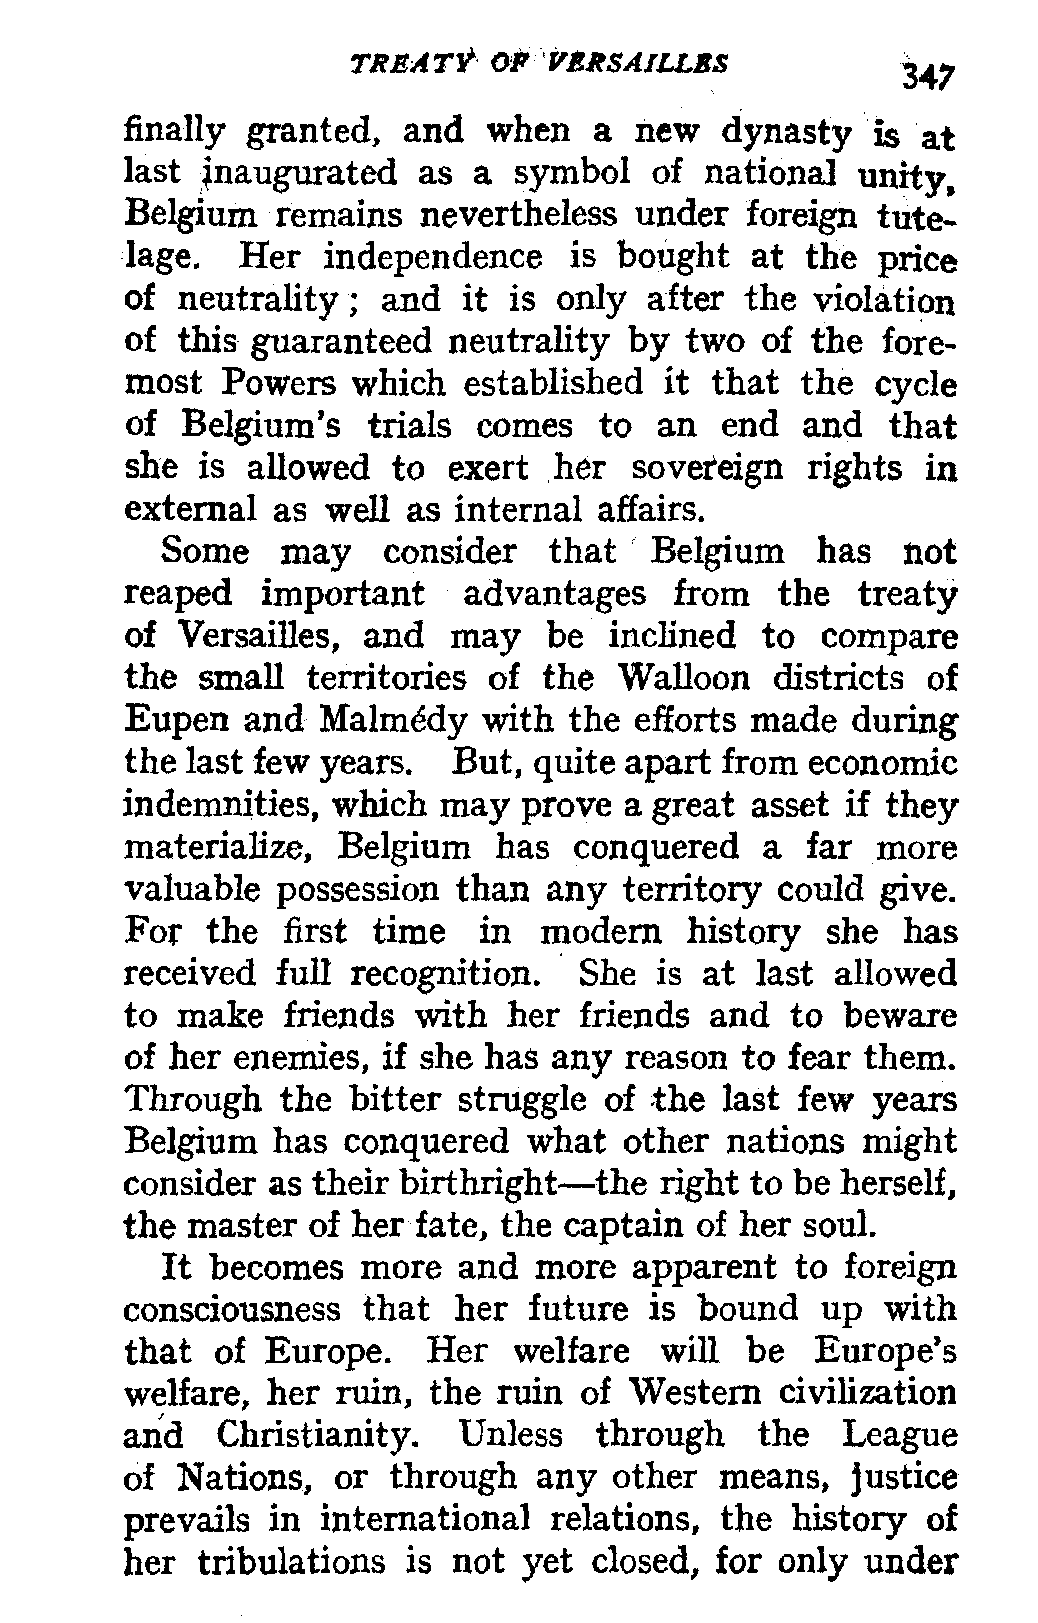 TREATY OF VERSAILLES 347
finally granted, and when a new dynasty is at
last inaugurated as a symbol of national unity,
Belgium remains nevertheless under foreign tute-
lage. Her independence is bought at the price
of neutrality ; and it is only after the violation
of this guaranteed neutrality by two of the fore-
most Powers which established it that the cycle
of Belgium's trials comes to an end and that
she is allowed to exert her sovereign rights in
external as well as internal affairs.
Some may consider that Belgium has not
reaped important advantages from the treaty
of Versailles, and may be inclined to compare
the small territories of the Walloon districts of
Eupen and Malmédy with the efforts made during
the last few years. But, quite apart from economic
indemnities, which may prove a great asset if they
materialize, Belgium has conquered a far more
valuable possession than any territory could give.
For the first time in modern history she has
received full recognition. She is at last allowed
to make friends with her friends and to beware
of her enemies, if she has any reason to fear them.
Through the bitter struggle of the last few years
Belgium has conquered what other nations might
consider as their birthright—the right to be herself,
the master of her fate, the captain of her soul.
It becomes more and more apparent to foreign
consciousness that her future is bound up with
that of Europe. Her welfare will be Europe's
welfare, her ruin, the ruin of Western civilization
and Christianity. Unless through the League
of Nations, or through any other means, justice
prevails in international relations, the history of
her tribulations is not yet closed, for only under